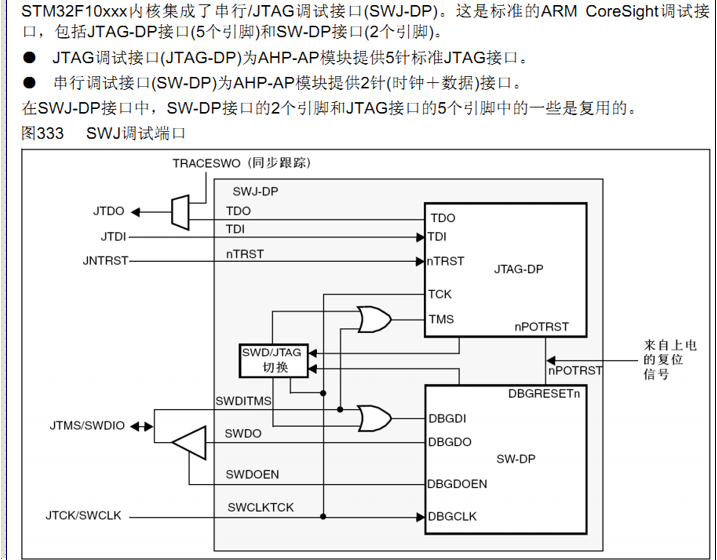 STM32F10xxx内核集成了串行/JTAG调试接口(SWJ-DP)。这是标准的ARM CoreSight调试接
口，包括JTAG-DP接口(5个引脚)和SW-DP接口(2个引脚)。
● JTAG调试接口(JTAG-DP)为AHP-AP模块提供5针标准JTAG接口。
● 串行调试接口(SW-DP)为AHP-AP模块提供2针(时钟＋数据)接口。
在SWJ-DP接口中，SW-DP接口的2个引脚和JTAG接口的5个引脚中的一些是复用的。
图333 SWJ调试端口
TRACESWO（同步跟踪）
SWJ-DP
JTDO
TDO
TDO
JTDI
TDI
TDI
JNTRST
nTRST
nTRST
JTAG-DP
TCK
TMS
nPOTRST
SWD/JTAG
切换
来自上电
的复位
信号
nPOTRST
DBGRESETn
SWDITMS
JTMS/SWDIO
DBGDI
SWDO
DBGDO
SW-DP
SWDOEN
DBGDOEN
JTCK/SWCLK
SWCLKTCK
DBGCLK